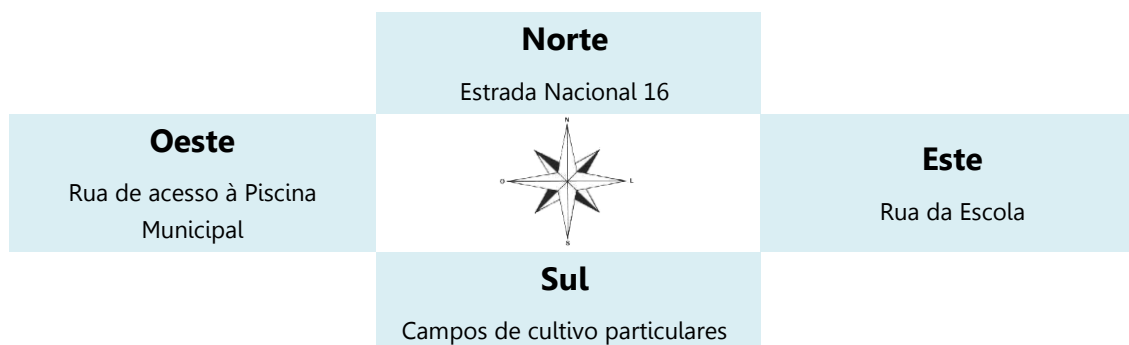 Norte
Estrada Nacional 16
Oeste
Rua de acesso à Piscina
Municipal
N
O
L
S
Este
Rua da Escola
Sul
Campos de cultivo particulares